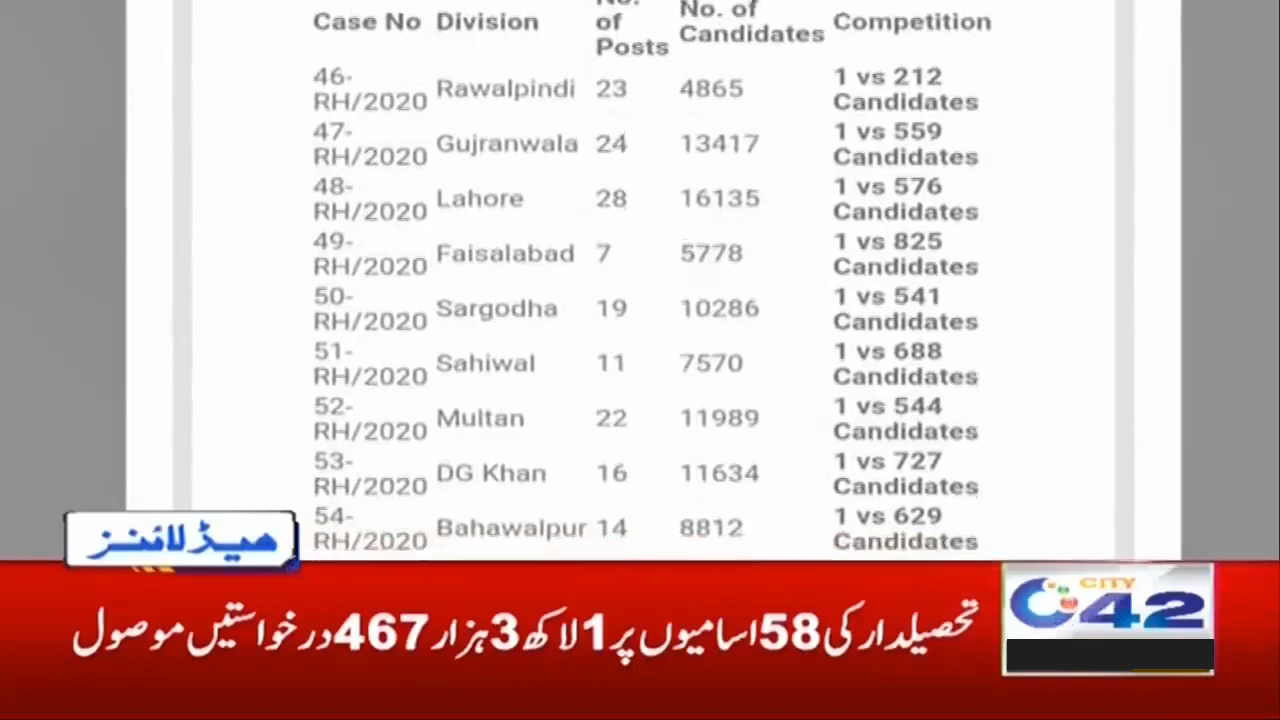 No.
Case No Division of No. of Competition
Posts Candidates
46-RH/2020 Rawalpindi 23 4865 1 vs 212 Candidates
47-RH/2020 Gujranwala 24 13417 1 vs 559 Candidates
48-RH/2020 Lahore 28 16135 1 vs 576 Candidates
49-RH/2020 Faisalabad 7 5778 1 vs 825 Candidates
50-RH/2020 Sargodha 19 10286 1 vs 541 Candidates
51-RH/2020 Sahiwal 11 7570 1 vs 688 Candidates
52-RH/2020 Multan 22 11989 1 vs 544 Candidates
53-RH/2020 DG Khan 16 11634 1 vs 727 Candidates
54-RH/2020 Bahawalpur 14 8812 1 vs 629 Candidates
ھیڈلائنز
تحصیلدار کی 58 اسامیوں پر 1 لاکھ 3 ہزار 467 درخواستیں موصول
CITY
42